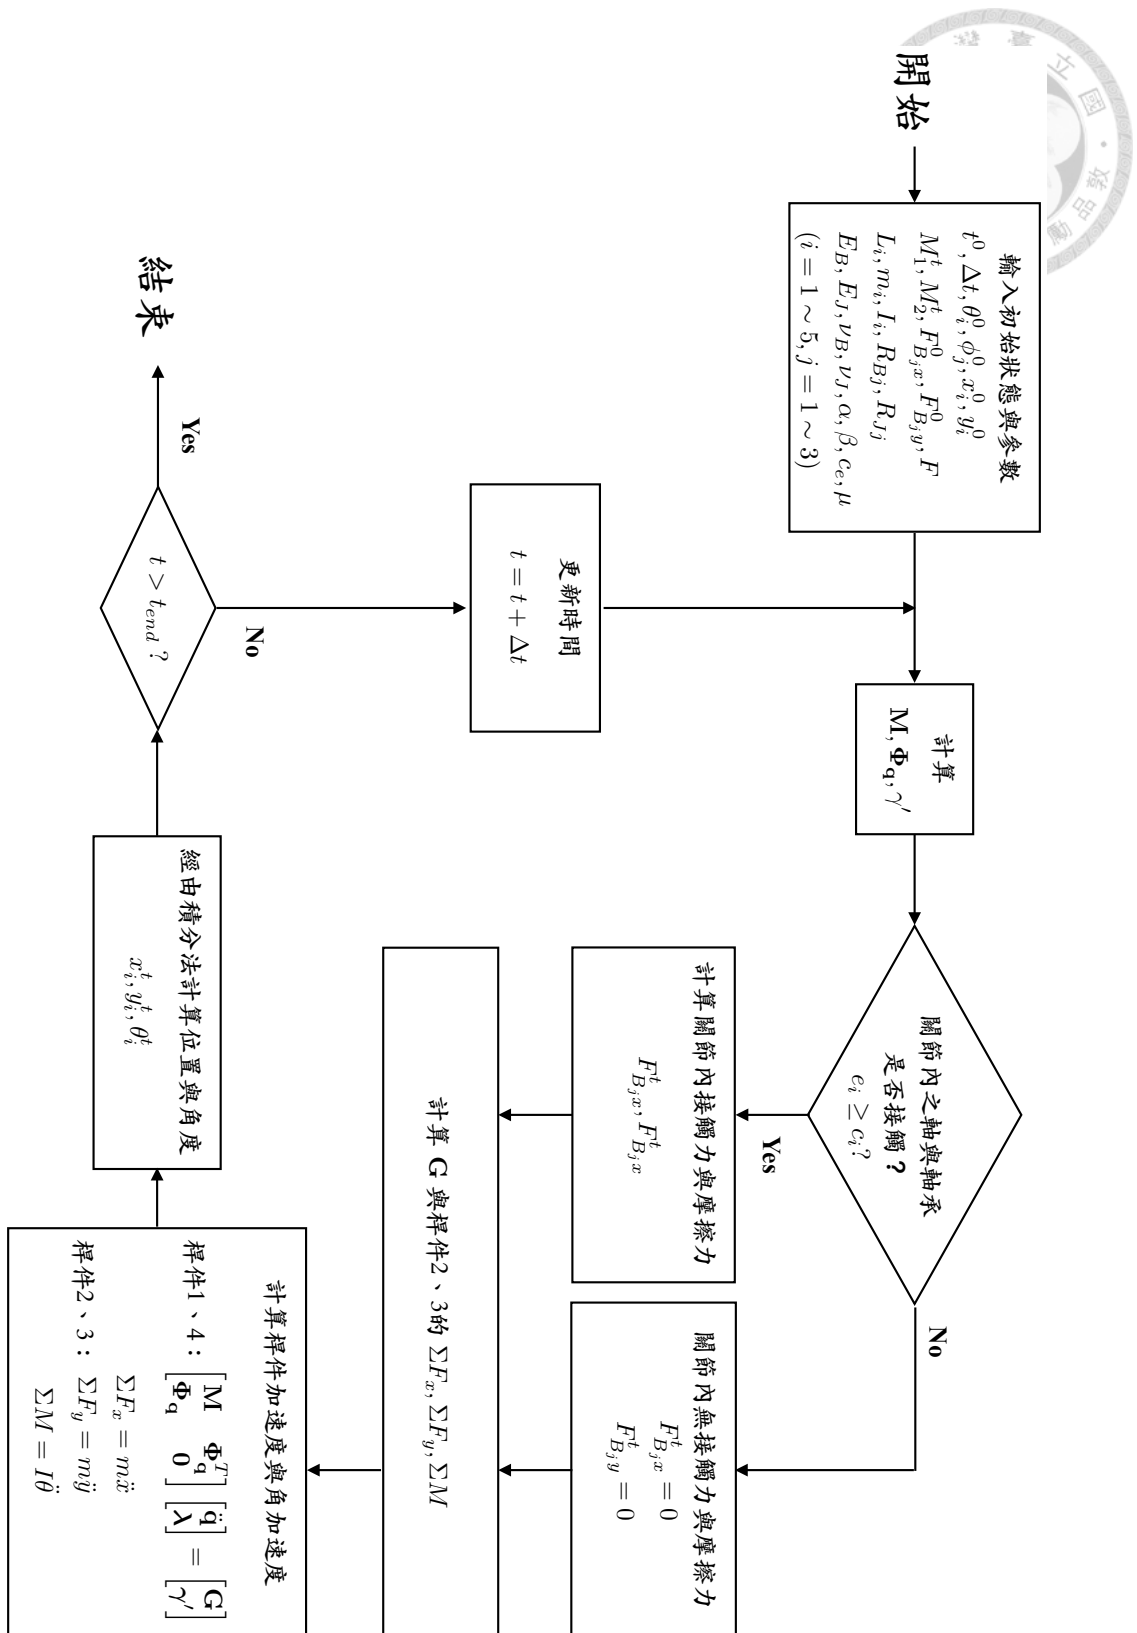 開始
輸入初始狀態與參數
t^0, Δt, θ_i^0, ϕ_j^0, x_i^0, y_i^0
M_1^t, M_2^t, F_{B_jx}^0, F_{B_jy}^0, F
L_i, m_i, I_i, R_{Bj}, R_{Jj}
E_B, E_J, ν_B, ν_J, α, β, c_e, μ
(i = 1 ∼ 5, j = 1 ∼ 3)
計算
M, Φ_q, γ′
關節內之軸與軸承
是否接觸？
e_i ≥ c_i?
Yes
No
計算關節內接觸力與摩擦力
F_{B_jx}^t, F_{B_jx}^t
關節內無接觸力與摩擦力
F_{B_jx}^t = 0
F_{B_jy}^t = 0
計算 G 與桿件2、3的 ΣF_x, ΣF_y, ΣM
計算桿件加速度與角加速度
桿件1、4： [M Φ_q^T; Φ_q 0] [q̈; λ] = [G; γ′]
ΣF_x = mẍ
桿件2、3： ΣF_y = mÿ
ΣM = Iθ̈
經由積分法計算位置與角度
x_i^t, y_i^t, θ_i^t
t > t_{end} ?
No
更新時間
t = t + Δt
Yes
結束
立 國 · 敦 品 勵